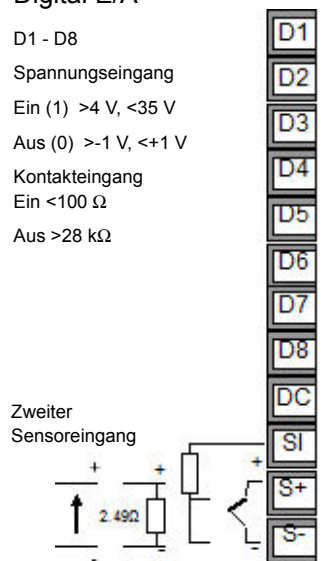 Digital E/A
D1 - D8
Spannungseingang
Ein (1) >4 V, <35 V
Aus (0) >-1 V, <+1 V
Kontakteingang
Ein <100 Ω
Aus >28 kΩ
Zweiter
Sensoreingang
+
+
2.49Ω
-
-
+
-
D1
D2
D3
D4
D5
D6
D7
D8
DC
SI
S+
S-